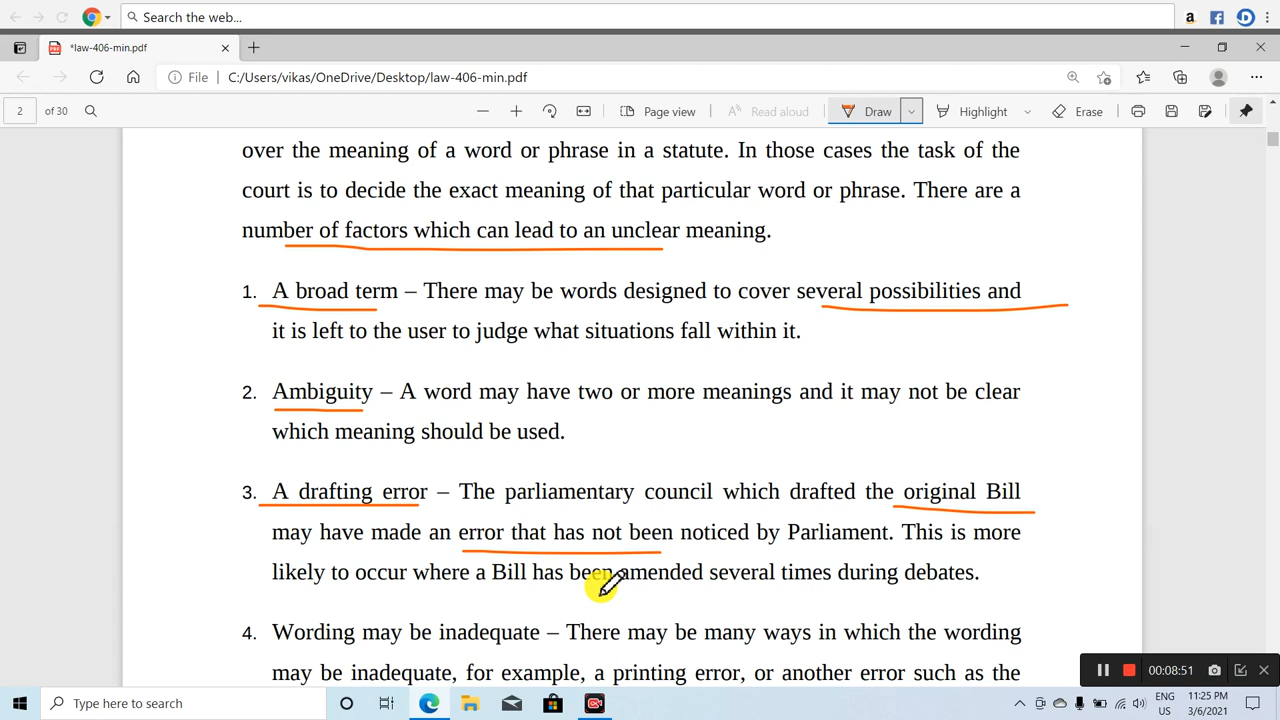 Search the web...
*law-406-min.pdf
File
C:/Users/vikas/OneDrive/Desktop/law-406-min.pdf
2 of 30 Page view Read aloud Draw Highlight Erase
over the meaning of a word or phrase in a statute. In those cases the task of the
court is to decide the exact meaning of that particular word or phrase. There are a
number of factors which can lead to an unclear meaning.
1. A broad term – There may be words designed to cover several possibilities and
it is left to the user to judge what situations fall within it.
2. Ambiguity – A word may have two or more meanings and it may not be clear
which meaning should be used.
3. A drafting error – The parliamentary council which drafted the original Bill
may have made an error that has not been noticed by Parliament. This is more
likely to occur where a Bill has been amended several times during debates.
4. Wording may be inadequate – There may be many ways in which the wording
may be inadequate, for example, a printing error, or another error such as the
00:08:51
Type here to search
ENG
US
11:25 PM
3/6/2021